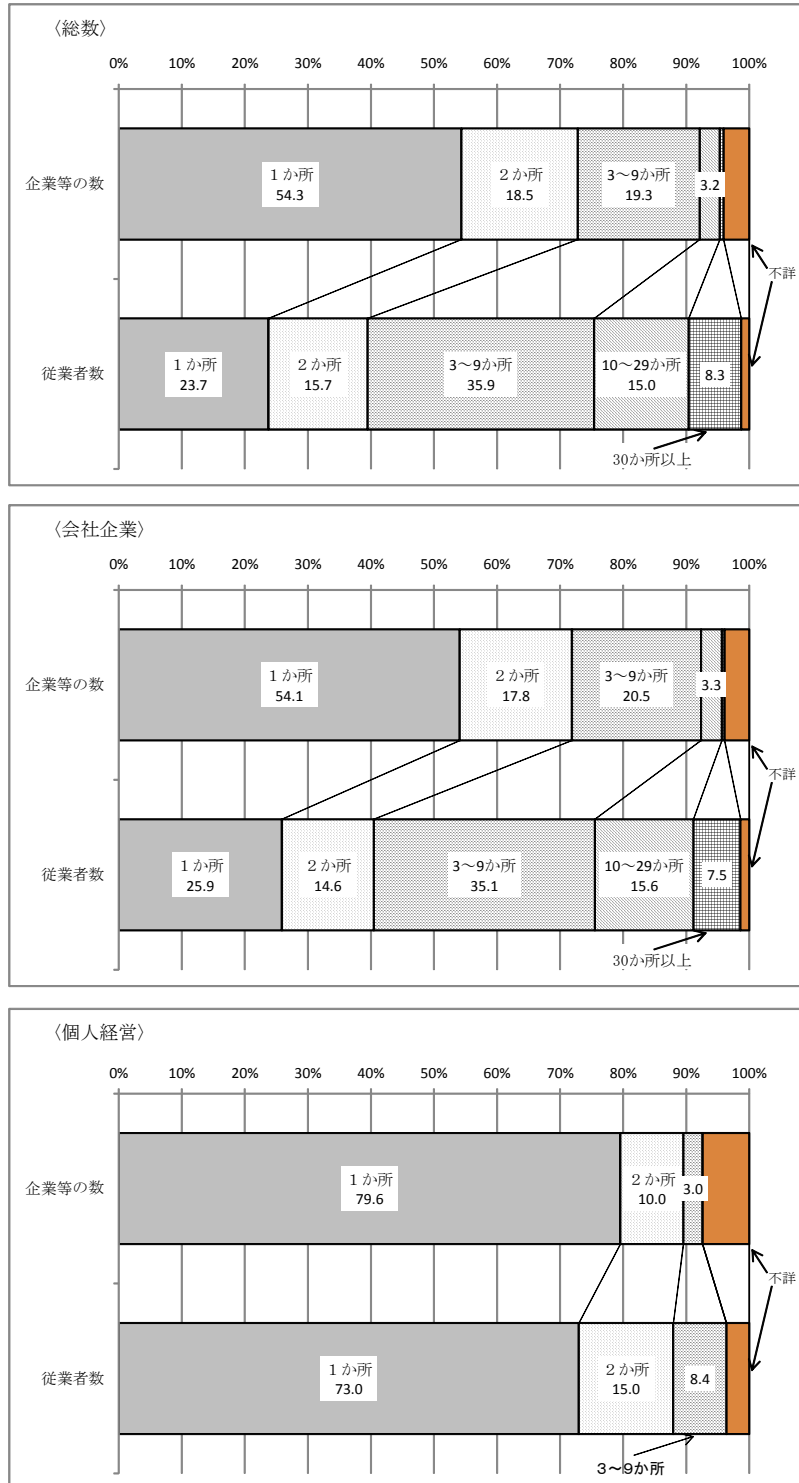 〈総数〉
0% 10% 20% 30% 40% 50% 60% 70% 80% 90% 100%
企業等の数
1か所
54.3
2か所
18.5
3～9か所
19.3
3.2
不詳
従業者数
1か所
23.7
2か所
15.7
3～9か所
35.9
10～29か所
15.0
8.3
30か所以上
〈会社企業〉
0% 10% 20% 30% 40% 50% 60% 70% 80% 90% 100%
企業等の数
1か所
54.1
2か所
17.8
3～9か所
20.5
3.3
不詳
従業者数
1か所
25.9
2か所
14.6
3～9か所
35.1
10～29か所
15.6
7.5
30か所以上
〈個人経営〉
0% 10% 20% 30% 40% 50% 60% 70% 80% 90% 100%
企業等の数
1か所
79.6
2か所
10.0
3.0
不詳
従業者数
1か所
73.0
2か所
15.0
8.4
3～9か所